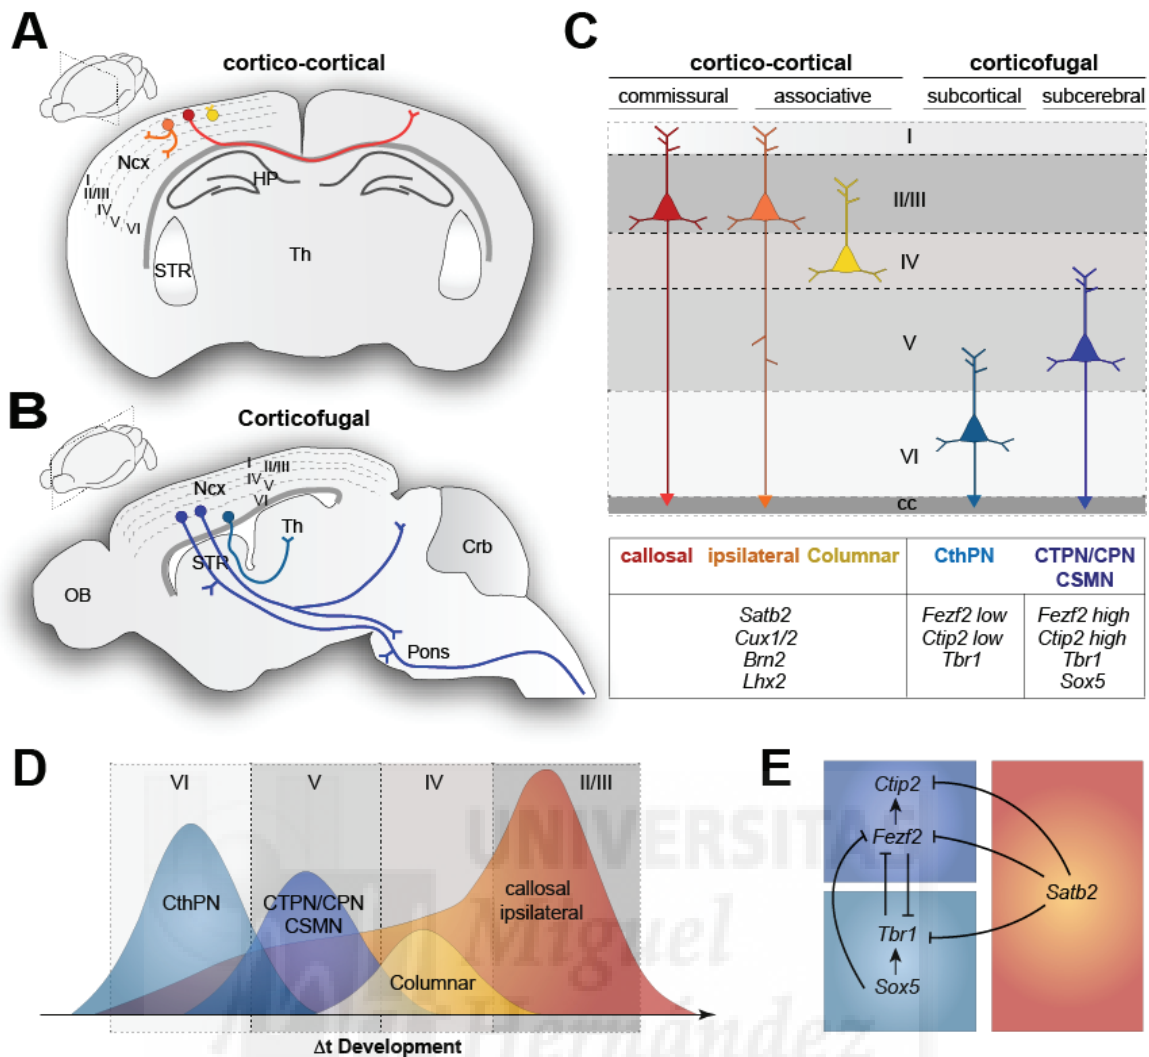 A
cortico-cortical
Ncx
I
II/III
IV
V
VI
HP
Th
STR
B
Corticofugal
I
II/III
IV
V
VI
Ncx
Th
STR
OB
Crb
Pons
C
cortico-cortical corticofugal
commissural associative subcortical subcerebral
I
II/III
IV
V
VI
cc
callosal ipsilateral Columnar CthPN CTPN/CPN
CSMN
Satb2 Fezf2 low Fezf2 high
Cux1/2 Ctip2 low Ctip2 high
Brn2 Tbr1 Tbr1
Lhx2 Sox5
D
VI V IV II/III
CthPN
CTPN/CPN
CSMN
Columnar
callosal
ipsilateral
Δt Development
E
Ctip2
Fezf2
Satb2
Tbr1
Sox5
UNIVERSITAS
Miguel
Hernández